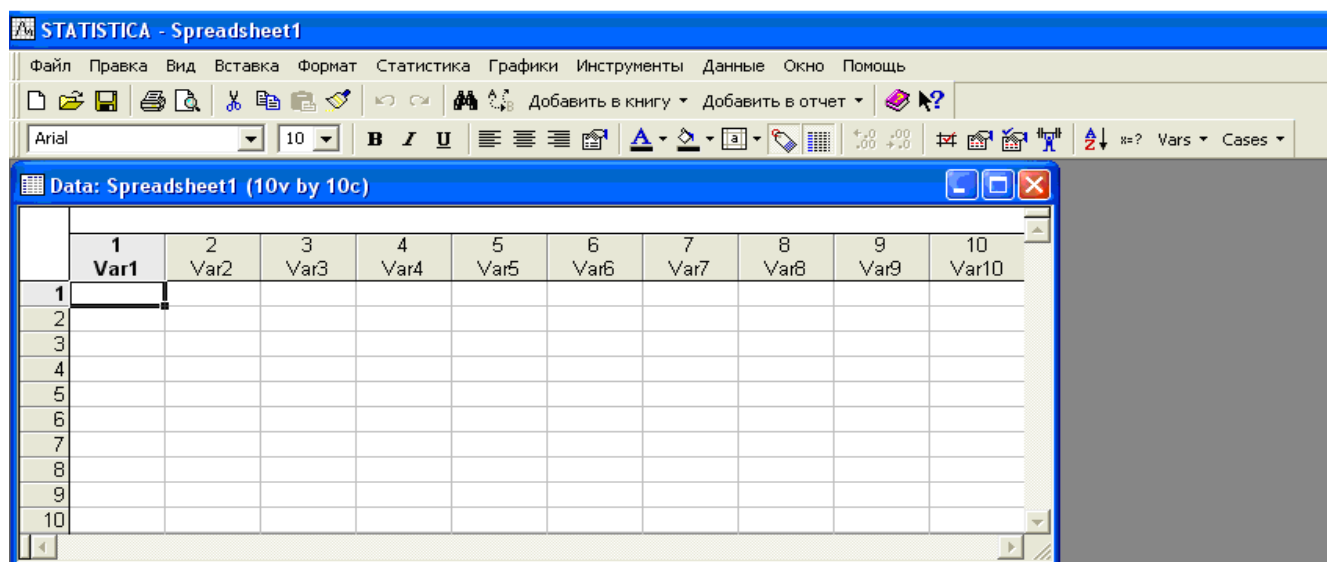 STATISTICA - Spreadsheet1
Файл Правка Вид Вставка Формат Статистика Графики Инструменты Данные Окно Помощь
Добавить в книгу Добавить в отчет
Arial 10 B I U A a x=? Vars Cases
Data: Spreadsheet1 (10v by 10c)
1 2 3 4 5 6 7 8 9 10
Var1 Var2 Var3 Var4 Var5 Var6 Var7 Var8 Var9 Var10
1
2
3
4
5
6
7
8
9
10